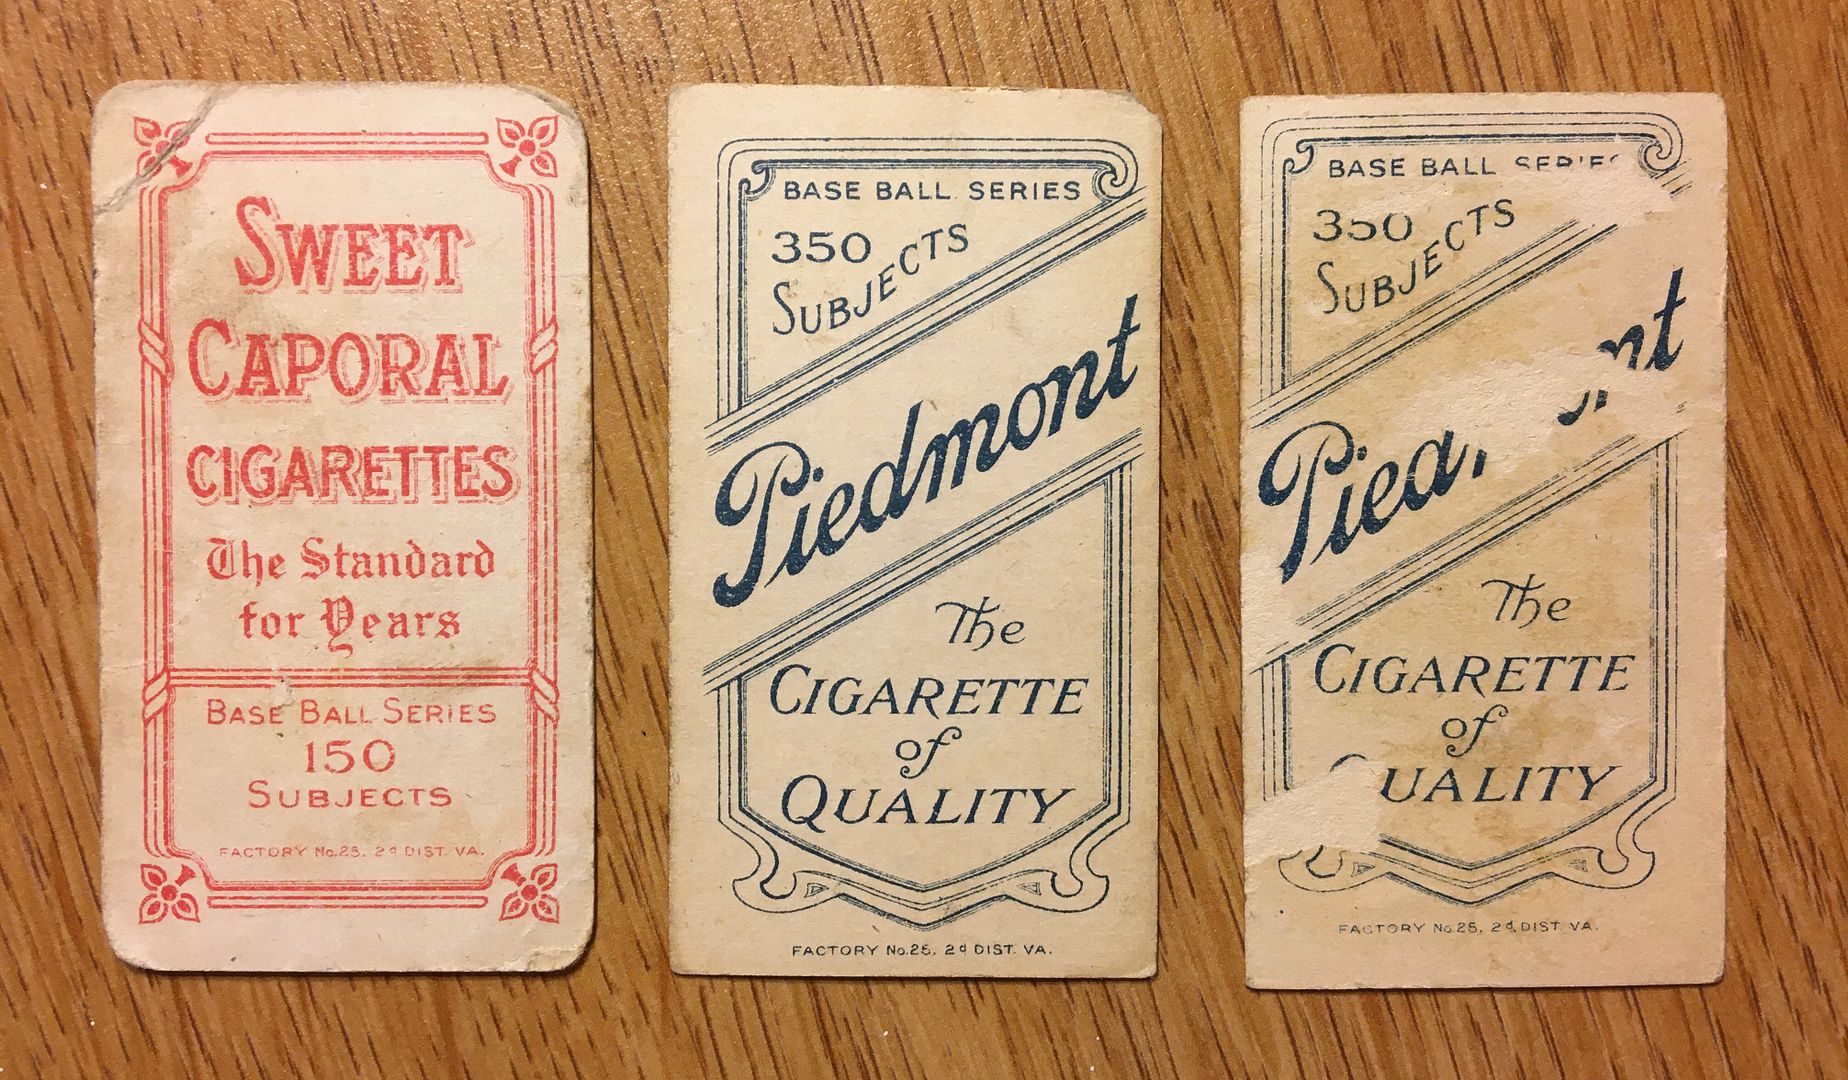 SWEET
CAPORAL
CIGARETTES
The Standard
for Years
BASE BALL SERIES
150
SUBJECTS
FACTORY No.25, 2d DIST. VA.
BASE BALL SERIES
350
SUBJECTS
Piedmont
The
CIGARETTE
of
QUALITY
FACTORY No.25, 2d DIST. VA.
BASE BALL
350
SUBJECTS
The
CIGARETTE
of
UALITY
FACTORY No.25, 2d DIST. VA.